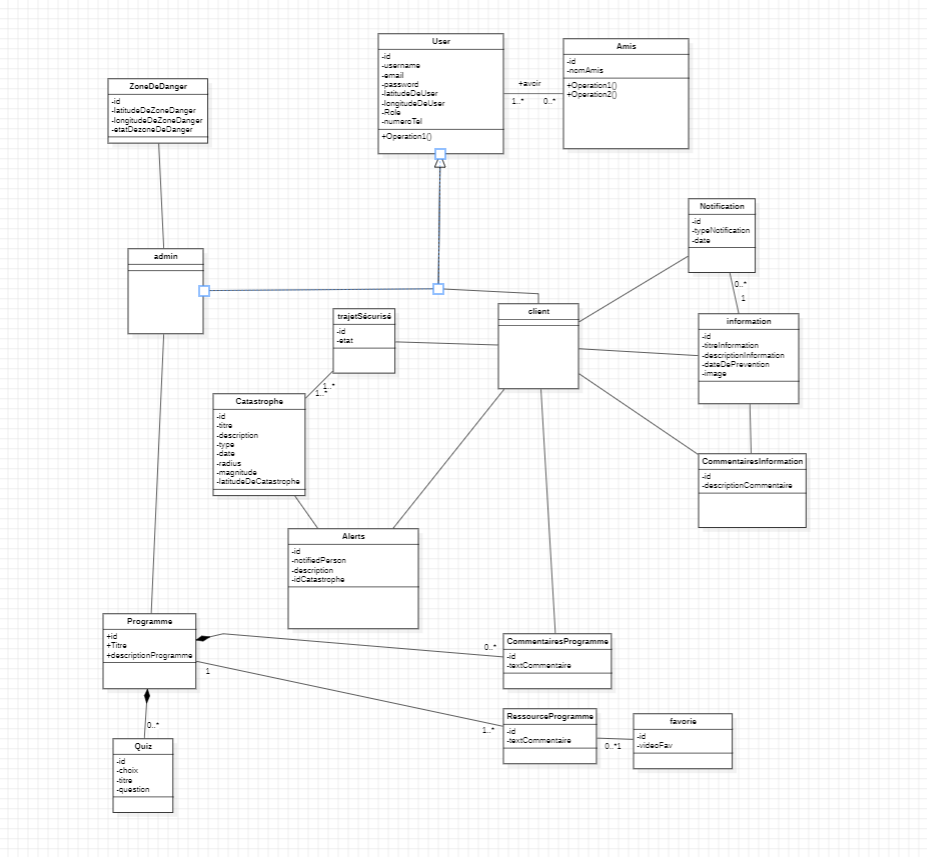 User
-id
-username
-email
-password
-latitudeDeUser
-longitudeDeUser
-Role
-numeroTel
+Operation1()
+avoir
1..*
0..*
Amis
-id
-nomAmis
+Operation1()
+Operation2()
ZoneDeDanger
-id
-latitudeDeZoneDanger
-longitudeDeZoneDanger
-etatDezoneDeDanger
admin
Notification
-id
-typeNotification
-date
0..*
1
client
trajetSécurisé
-id
-etat
1..*
1..*
information
-id
-titreInformation
-descriptionInformation
-dateDePrevention
-image
Catastrophe
-id
-titre
-description
-type
-date
-radius
-magnitude
-latitudeDeCatastrophe
CommentairesInformation
-id
-descriptionCommentaire
Alerts
-id
-notifiedPerson
-description
-idCatastrophe
Programme
+id
+Titre
+descriptionProgramme
0..*
CommentairesProgramme
-id
-textCommentaire
1
1..*
RessourceProgramme
-id
-textCommentaire
0..*1
favorie
-id
-videoFav
0..*
Quiz
-id
-choix
-titre
-question